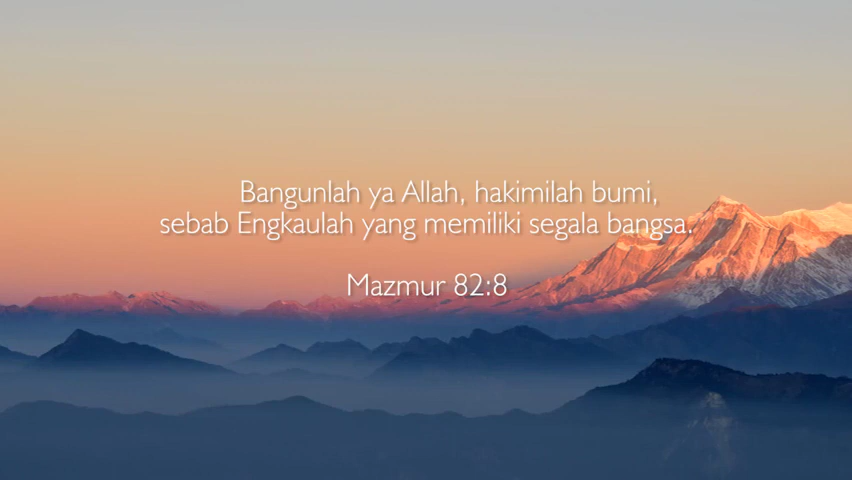 Bangunlah ya Allah, hakimilah bumi,
sebab Engkaulah yang memiliki segala bangsa.
Mazmur 82:8